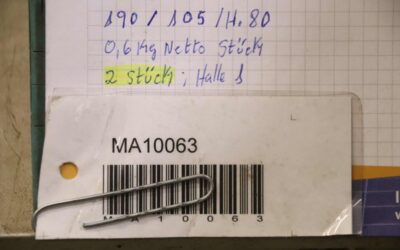 190 / 105 / H. 80
0,6 Kg Netto Stück
2 Stück ; Halle 1
MA10063
MA10063